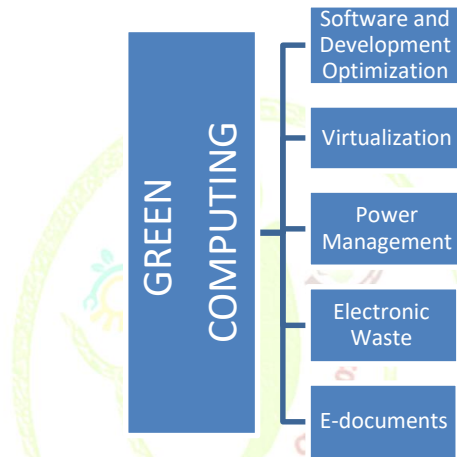 GREEN
COMPUTING
Software and
Development
Optimization
Virtualization
Power
Management
Electronic
Waste
E-documents